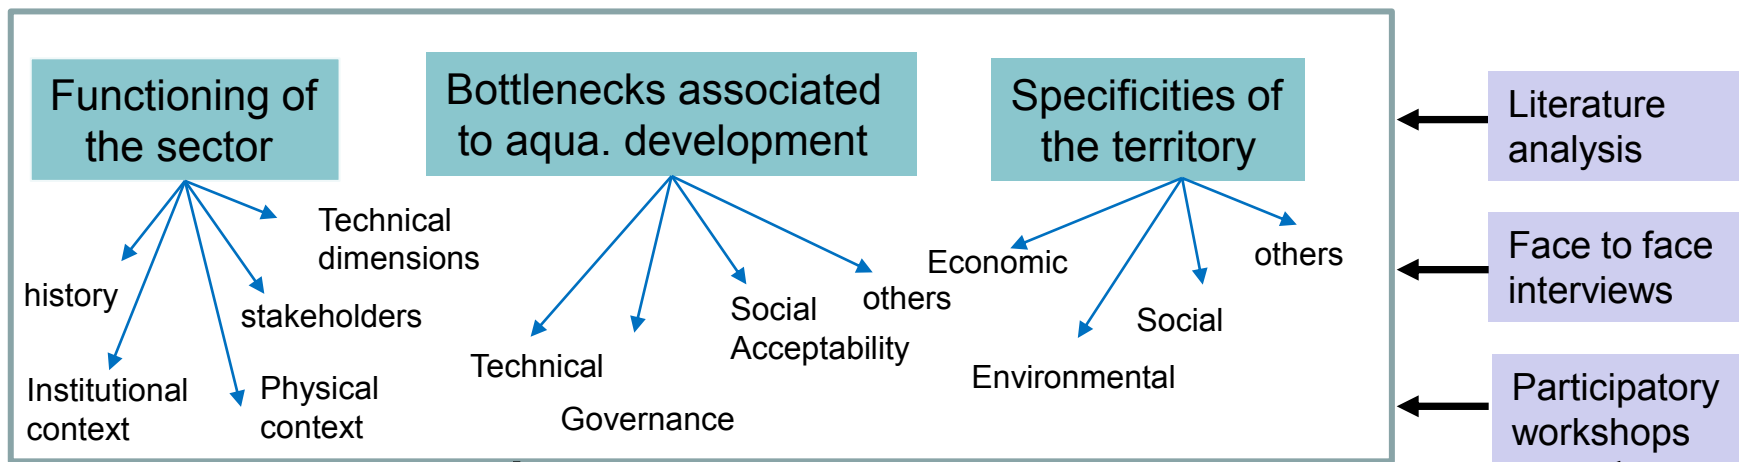 Functioning of
the sector
Bottlenecks associated
to aqua. development
Specificities of
the territory
Literature
analysis
Technical
dimensions
history
stakeholders
Institutional
context
Physical
context
Technical
Governance
Social
Acceptability
others
Economic
Environmental
Social
others
Face to face
interviews
Participatory
workshops